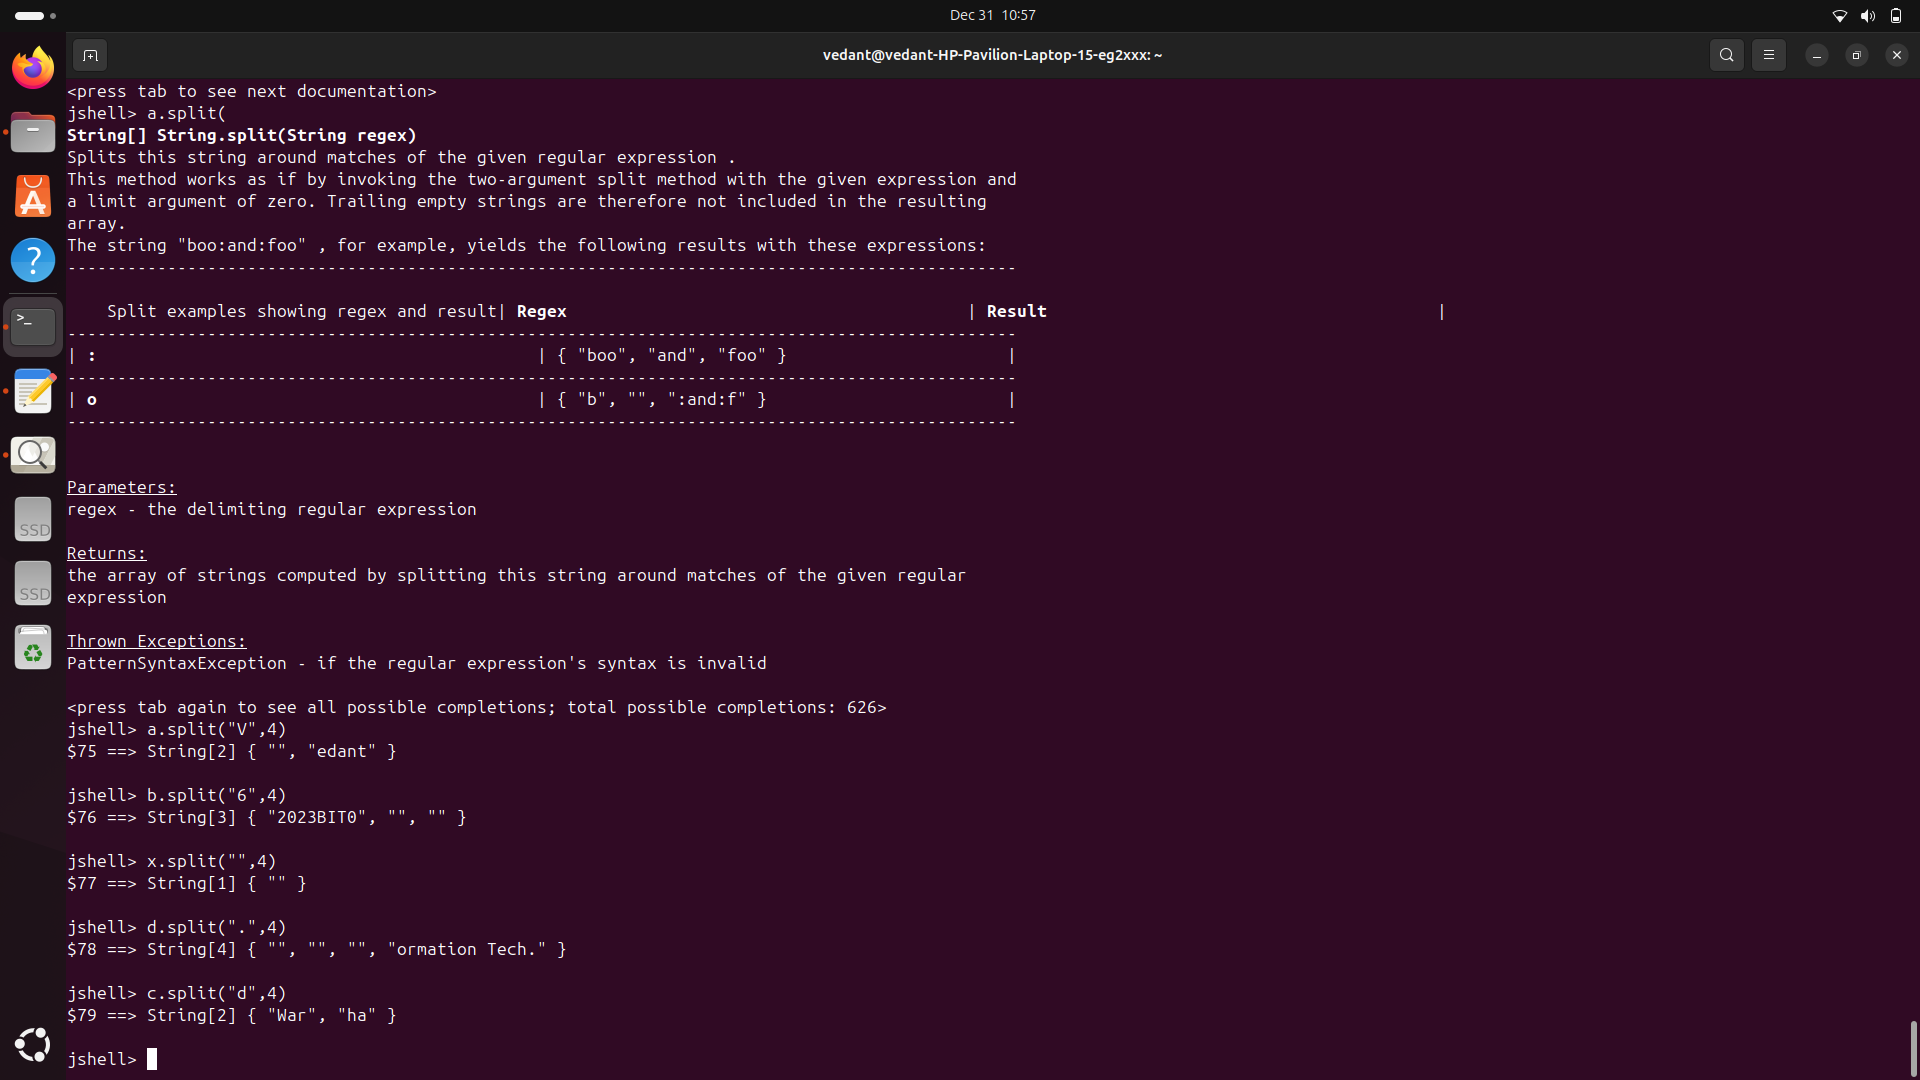 Dec 31 10:57
vedant@vedant-HP-Pavilion-Laptop-15-eg2xxx: ~
<press tab to see next documentation>
jshell> a.split(
String[] String.split(String regex)
Splits this string around matches of the given regular expression .
This method works as if by invoking the two-argument split method with the given expression and
a limit argument of zero. Trailing empty strings are therefore not included in the resulting
array.
The string "boo:and:foo" , for example, yields the following results with these expressions:
-----------------------------------------------------------------------------------------------
Split examples showing regex and result| Regex | Result |
-----------------------------------------------------------------------------------------------
| : | { "boo", "and", "foo" } |
-----------------------------------------------------------------------------------------------
| o | { "b", "", ":and:f" } |
-----------------------------------------------------------------------------------------------
Parameters:
regex - the delimiting regular expression
Returns:
the array of strings computed by splitting this string around matches of the given regular
expression
Thrown Exceptions:
PatternSyntaxException - if the regular expression's syntax is invalid
<press tab again to see all possible completions; total possible completions: 626>
jshell> a.split("V",4)
$75 ==> String[2] { "", "edant" }
jshell> b.split("6",4)
$76 ==> String[3] { "2023BIT0", "", "" }
jshell> x.split("",4)
$77 ==> String[1] { "" }
jshell> d.split(".",4)
$78 ==> String[4] { "", "", "", "ormation Tech." }
jshell> c.split("d",4)
$79 ==> String[2] { "War", "ha" }
jshell>
SSD
SSD